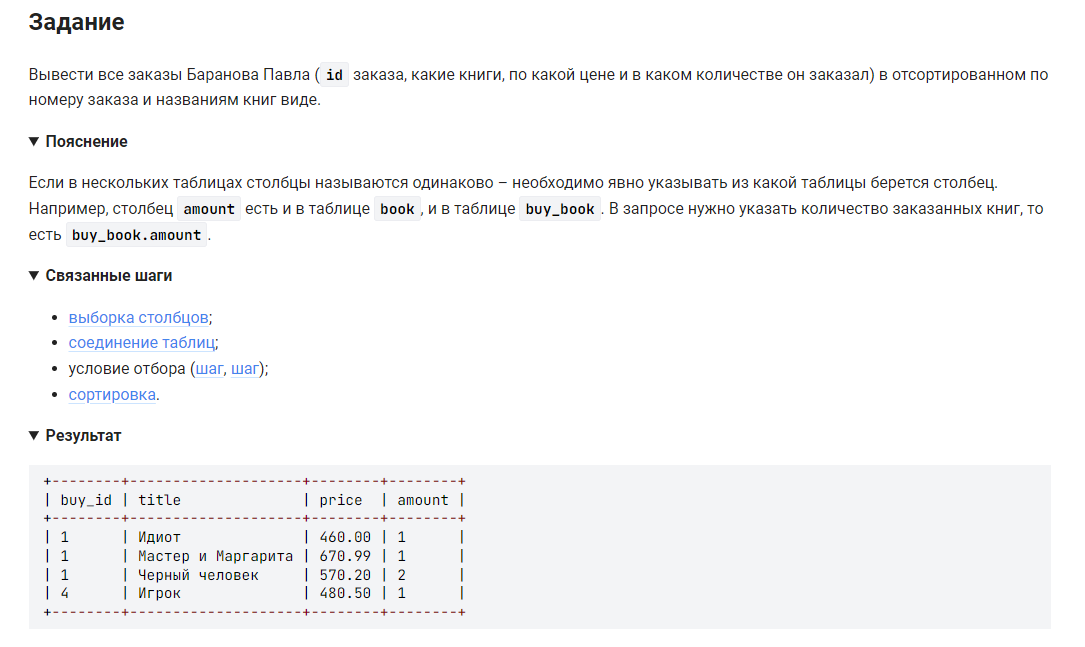 Задание
Вывести все заказы Баранова Павла ( id заказа, какие книги, по какой цене и в каком количестве он заказал) в отсортированном по
номеру заказа и названиям книг виде.
▼ Пояснение
Если в нескольких таблицах столбцы называются одинаково – необходимо явно указывать из какой таблицы берется столбец.
Например, столбец amount есть и в таблице book , и в таблице buy_book . В запросе нужно указать количество заказанных книг, то
есть buy_book.amount .
▼ Связанные шаги
• выборка столбцов;
• соединение таблиц;
• условие отбора (шаг, шаг);
• сортировка.
▼ Результат
+--------+--------------------+--------+--------+
| buy_id | title              | price  | amount |
+--------+--------------------+--------+--------+
| 1      | Идиот              | 460.00 | 1      |
| 1      | Мастер и Маргарита | 670.99 | 1      |
| 1      | Черный человек     | 570.20 | 2      |
| 4      | Игрок              | 480.50 | 1      |
+--------+--------------------+--------+--------+